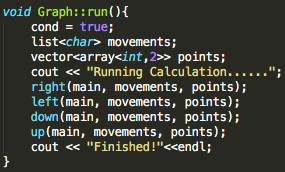 void Graph::run(){
    cond = true;
    list<char> movements;
    vector<array<int,2>> points;
    cout << "Running Calculation......";
    right(main, movements, points);
    left(main, movements, points);
    down(main, movements, points);
    up(main, movements, points);
    cout << "Finished!"<<endl;
}